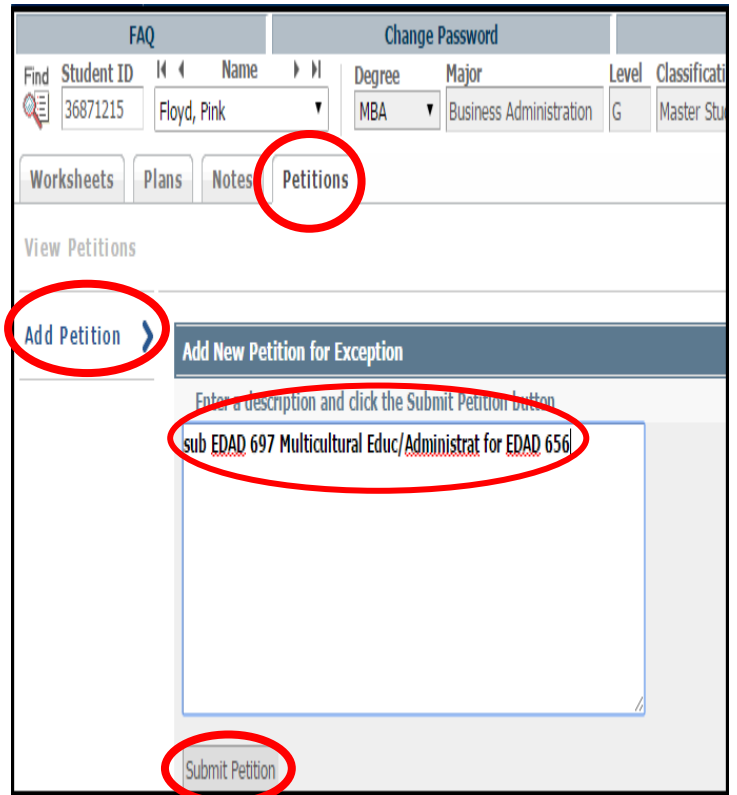 FAQ Change Password
Find Student ID Name Degree Major Level Classificati
36871215 Floyd, Pink MBA Business Administration G Master Stu
Worksheets Plans Notes Petitions
View Petitions
Add Petition
Add New Petition for Exception
Enter a description and click the Submit Petition button
sub EDAD 697 Multicultural Educ/Administrat for EDAD 656
Submit Petition